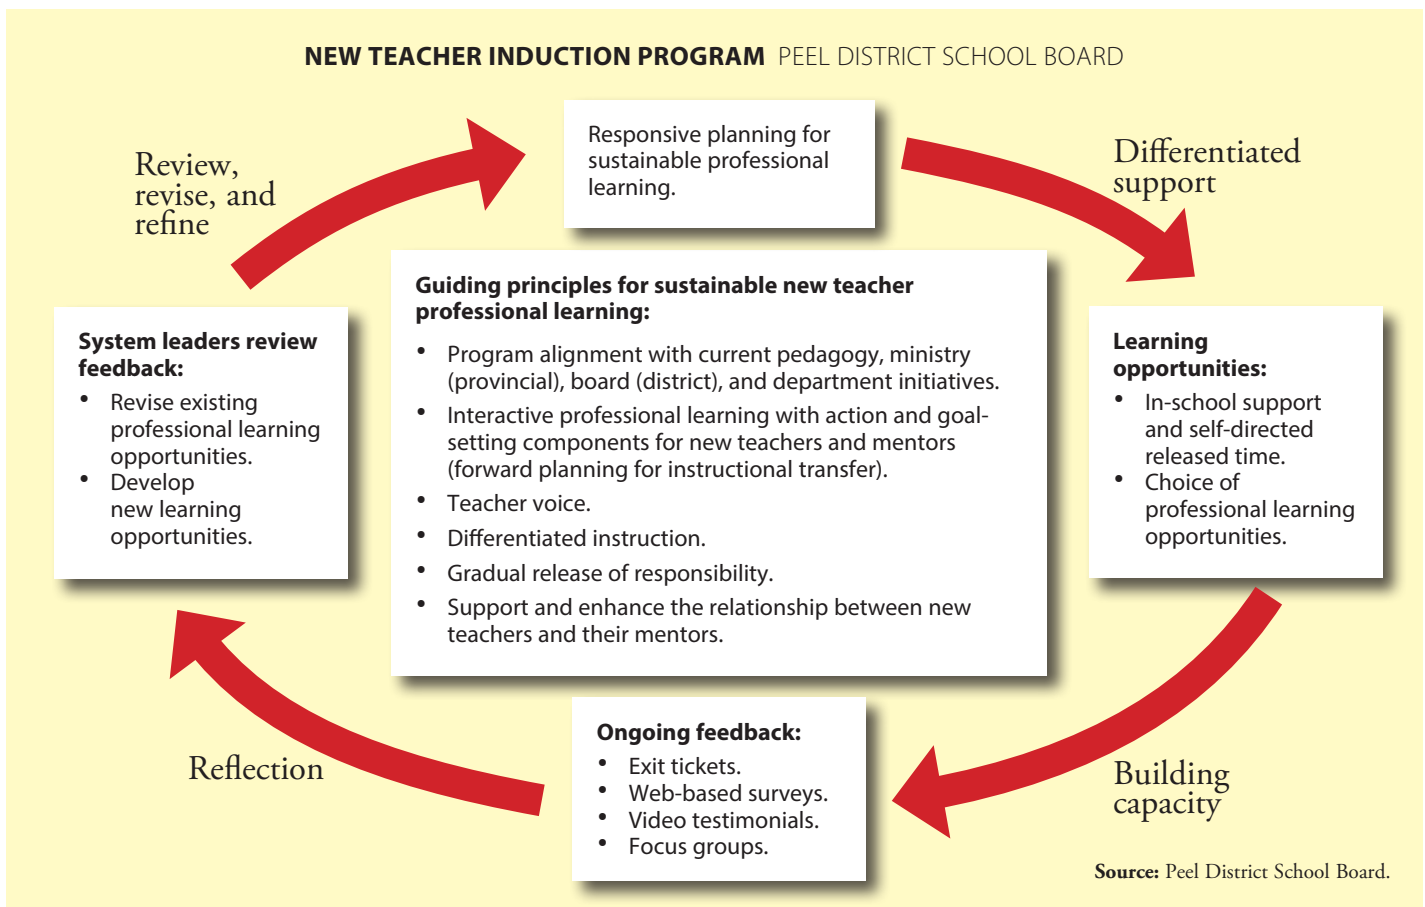 NEW TEACHER INDUCTION PROGRAM PEEL DISTRICT SCHOOL BOARD
Responsive planning for
sustainable professional
learning.
Differentiated
support
Learning
opportunities:
• In-school support
and self-directed
released time.
• Choice of
professional learning
opportunities.
Building
capacity
Ongoing feedback:
• Exit tickets.
• Web-based surveys.
• Video testimonials.
• Focus groups.
Reflection
System leaders review
feedback:
• Revise existing
professional learning
opportunities.
• Develop
new learning
opportunities.
Review,
revise, and
refine
Guiding principles for sustainable new teacher
professional learning:
• Program alignment with current pedagogy, ministry
(provincial), board (district), and department initiatives.
• Interactive professional learning with action and goal-
setting components for new teachers and mentors
(forward planning for instructional transfer).
• Teacher voice.
• Differentiated instruction.
• Gradual release of responsibility.
• Support and enhance the relationship between new
teachers and their mentors.
Source: Peel District School Board.